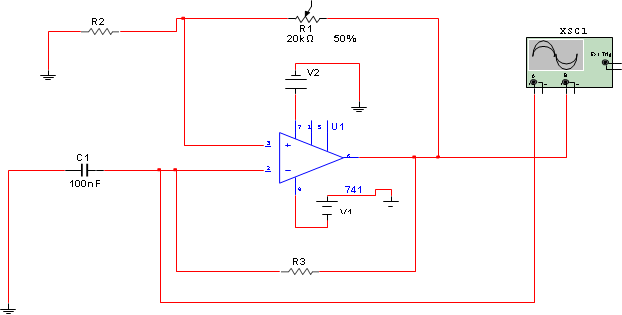 R2
R1
20kΩ 50%
XSC1
Ext Trig
A B
V2
7 1 5 U1
3
+
6
2
−
4
741
V1
C1
100nF
R3